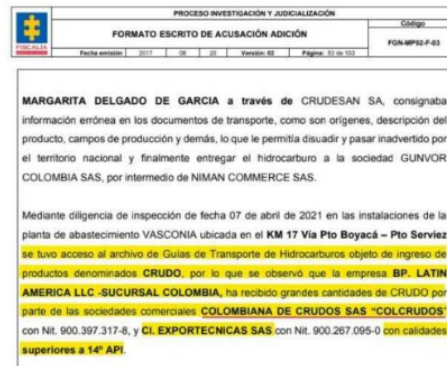 PROCESO INVESTIGACIÓN Y JUDICIALIZACIÓN
Código
FORMATO ESCRITO DE ACUSACIÓN ADICIÓN
FGN-MP02-F-03
FISCALÍA
Fecha emisión 2017 08 20 Versión: 02 Página: 52 de 103
MARGARITA DELGADO DE GARCIA a través de CRUDESAN SA, consignaba
información errónea en los documentos de transporte, como son orígenes, descripción del
producto, campos de producción y demás, lo que le permitía disuadir y pasar inadvertido por
el territorio nacional y finalmente entregar el hidrocarburo a la sociedad GUNVOR
COLOMBIA SAS, por intermedio de NIMAN COMMERCE SAS.
Mediante diligencia de inspección de fecha 07 de abril de 2021 en las instalaciones de la
planta de abastecimiento VASCONIA ubicada en el KM 17 Vía Pto Boyacá – Pto Serviez
se tuvo acceso al archivo de Guías de Transporte de Hidrocarburos objeto de ingreso de
productos denominados CRUDO, por lo que se observó que la empresa BP. LATIN
AMERICA LLC -SUCURSAL COLOMBIA, ha recibido grandes cantidades de CRUDO por
parte de las sociedades comerciales COLOMBIANA DE CRUDOS SAS "COLCRUDOS"
con Nit. 900.397.317-8, y CI. EXPORTECNICAS SAS con Nit. 900.267.095-0 con calidades
superiores a 14º API.